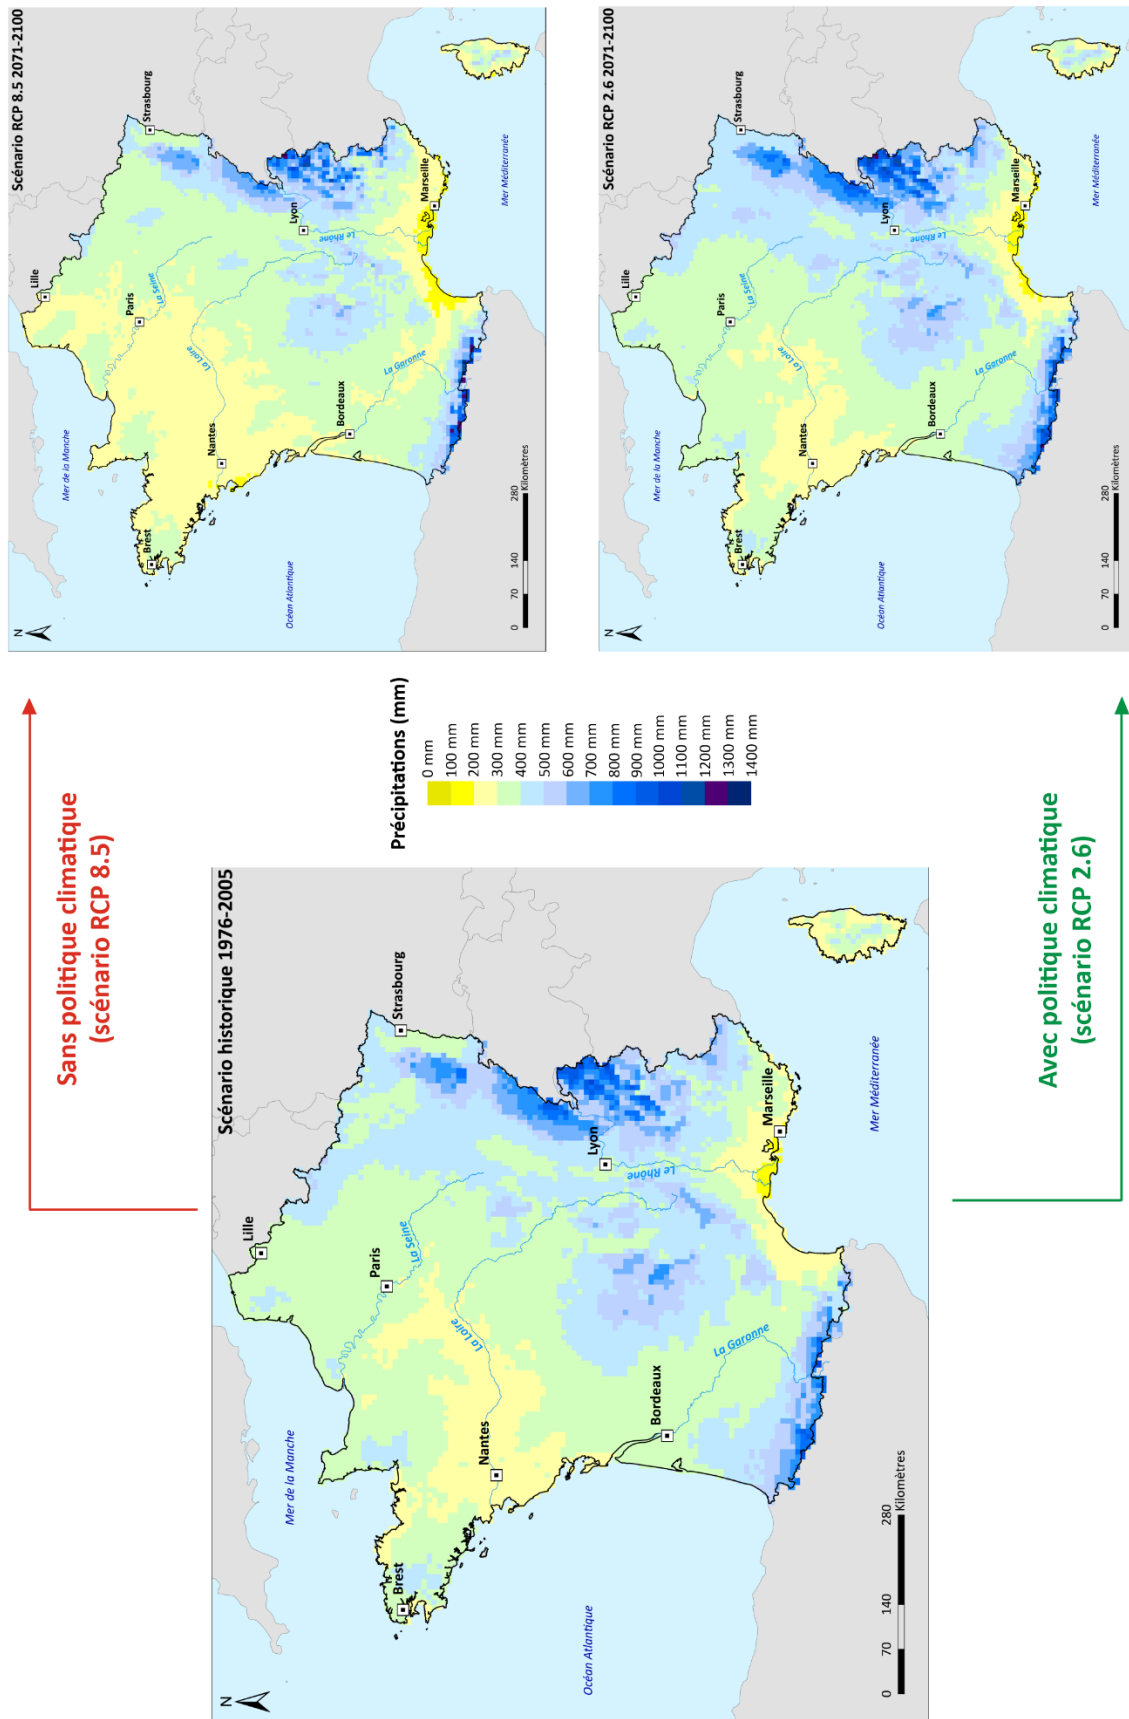 Sans politique climatique
(scénario RCP 8.5)
Scénario historique 1976-2005
N
Mer de la Manche
Océan Atlantique
Mer Méditerranée
Lille
Paris
Strasbourg
Brest
Nantes
Lyon
Bordeaux
Marseille
La Seine
La Loire
Le Rhône
La Garonne
0 70 140 280
Kilomètres
Précipitations (mm)
0 mm
100 mm
200 mm
300 mm
400 mm
500 mm
600 mm
700 mm
800 mm
900 mm
1000 mm
1100 mm
1200 mm
1300 mm
1400 mm
Avec politique climatique
(scénario RCP 2.6)
Scénario RCP 8.5 2071-2100
N
Mer de la Manche
Océan Atlantique
Mer Méditerranée
Lille
Paris
Strasbourg
Brest
Nantes
Lyon
Bordeaux
Marseille
La Seine
La Loire
Le Rhône
La Garonne
0 70 140 280
Kilomètres
Scénario RCP 2.6 2071-2100
N
Mer de la Manche
Océan Atlantique
Mer Méditerranée
Lille
Paris
Strasbourg
Brest
Nantes
Lyon
Bordeaux
Marseille
La Seine
La Loire
Le Rhône
La Garonne
0 70 140 280
Kilomètres